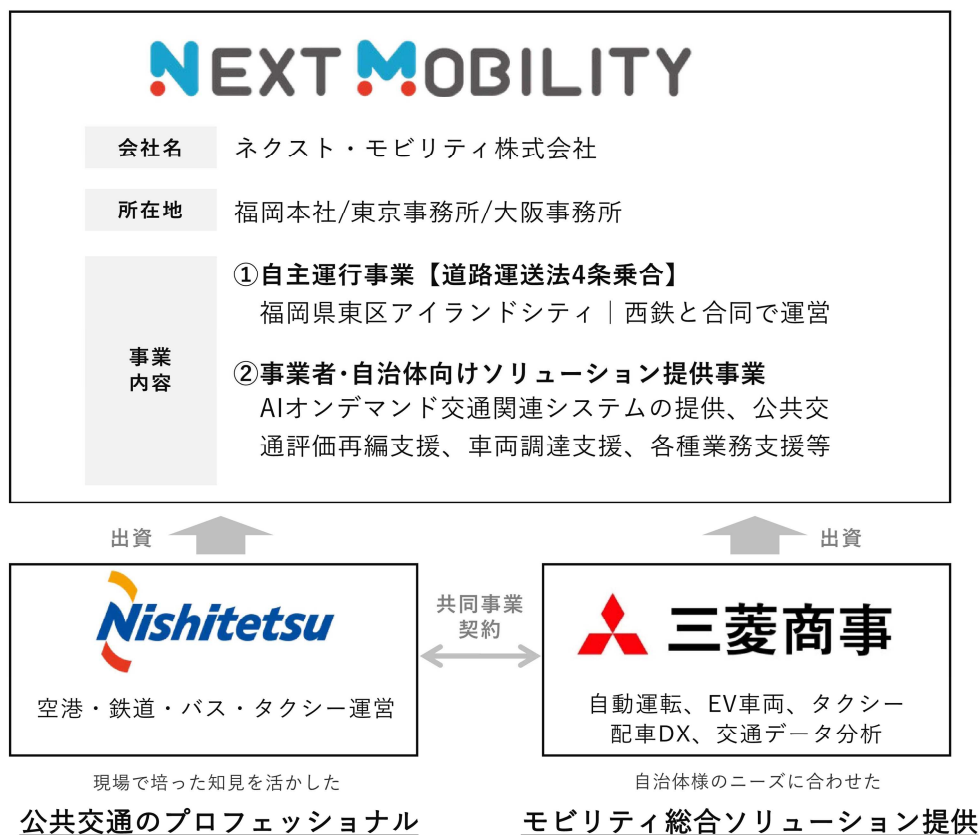 NEXT MOBILITY
会社名
ネクスト・モビリティ株式会社
所在地
福岡本社/東京事務所/大阪事務所
事業
内容
①自主運行事業【道路運送法4条乗合】
福岡県東区アイランドシティ｜西鉄と合同で運営
②事業者･自治体向けソリューション提供事業
AIオンデマンド交通関連システムの提供、公共交
通評価再編支援、車両調達支援、各種業務支援等
出資
出資
Nishitetsu
空港・鉄道・バス・タクシー運営
共同事業
契約
三菱商事
自動運転、EV車両、タクシー
配車DX、交通データ分析
現場で培った知見を活かした
公共交通のプロフェッショナル
自治体様のニーズに合わせた
モビリティ総合ソリューション提供